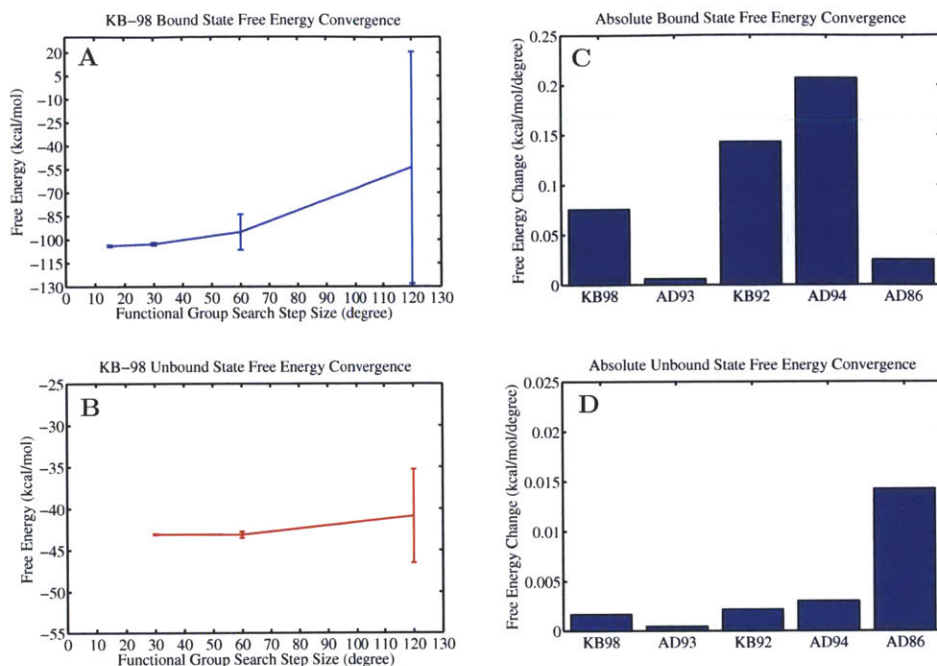 KB−98 Bound State Free Energy Convergence
A
Free Energy (kcal/mol)
20
5
−10
−25
−40
−55
−70
−85
−100
−115
−130
0 10 20 30 40 50 60 70 80 90 100 110 120 130
Functional Group Search Step Size (degree)
Absolute Bound State Free Energy Convergence
C
Free Energy Change (kcal/mol/degree)
0.25
0.2
0.15
0.1
0.05
0
KB98 AD93 KB92 AD94 AD86
KB−98 Unbound State Free Energy Convergence
B
Free Energy (kcal/mol)
−25
−30
−35
−40
−45
−50
−55
0 10 20 30 40 50 60 70 80 90 100 110 120 130
Functional Group Search Step Size (degree)
Absolute Unbound State Free Energy Convergence
D
Free Energy Change (kcal/mol/degree)
0.025
0.02
0.015
0.01
0.005
0
KB98 AD93 KB92 AD94 AD86